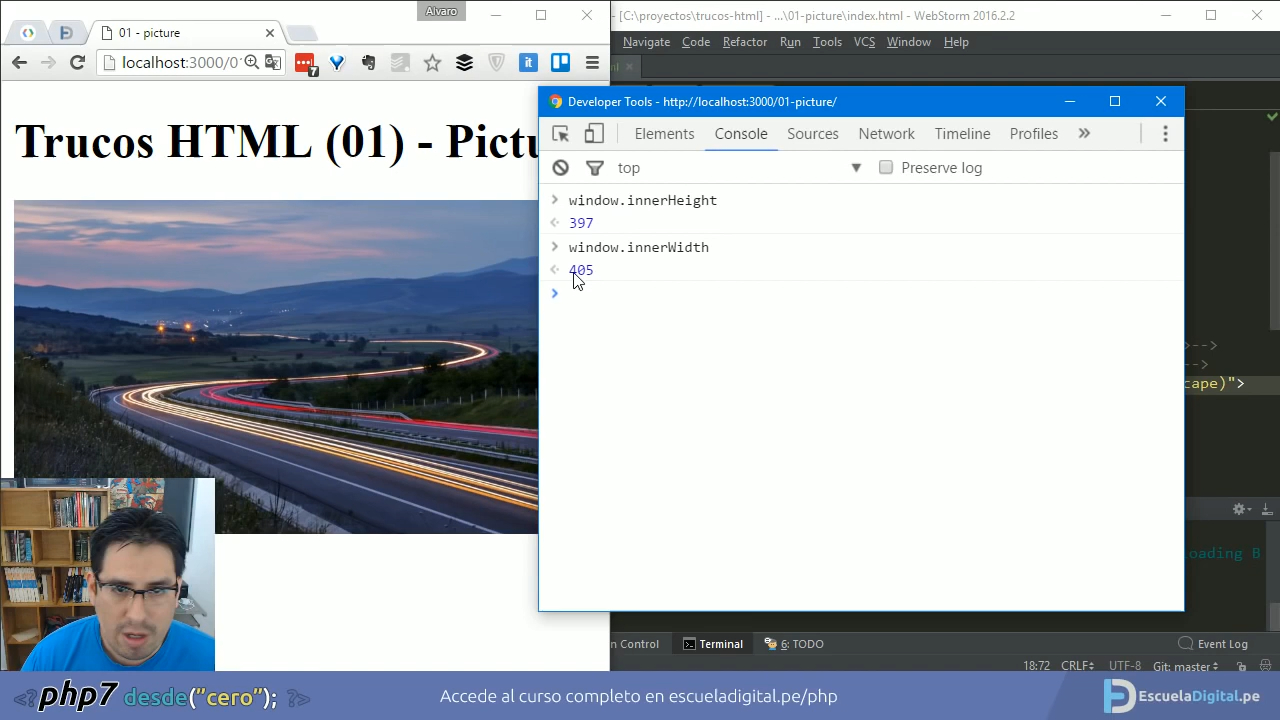 Alvaro
01 - picture
localhost:3000/01
7
it
Trucos HTML (01) - Pictu
- [C:\proyectos\trucos-html] - ...\01-picture\index.html - WebStorm 2016.2.2
Navigate Code Refactor Run Tools VCS Window Help
Developer Tools - http://localhost:3000/01-picture/
Elements Console Sources Network Timeline Profiles »
top
Preserve log
> window.innerHeight
397
> window.innerWidth
405
>
>-->
-->
cape)">
oading B
n Control Terminal 6: TODO Event Log
18:72 CRLF UTF-8 Git: master
<?> php7 desde("cero"); ?>
Accede al curso completo en escueladigital.pe/php
EscuelaDigital.pe